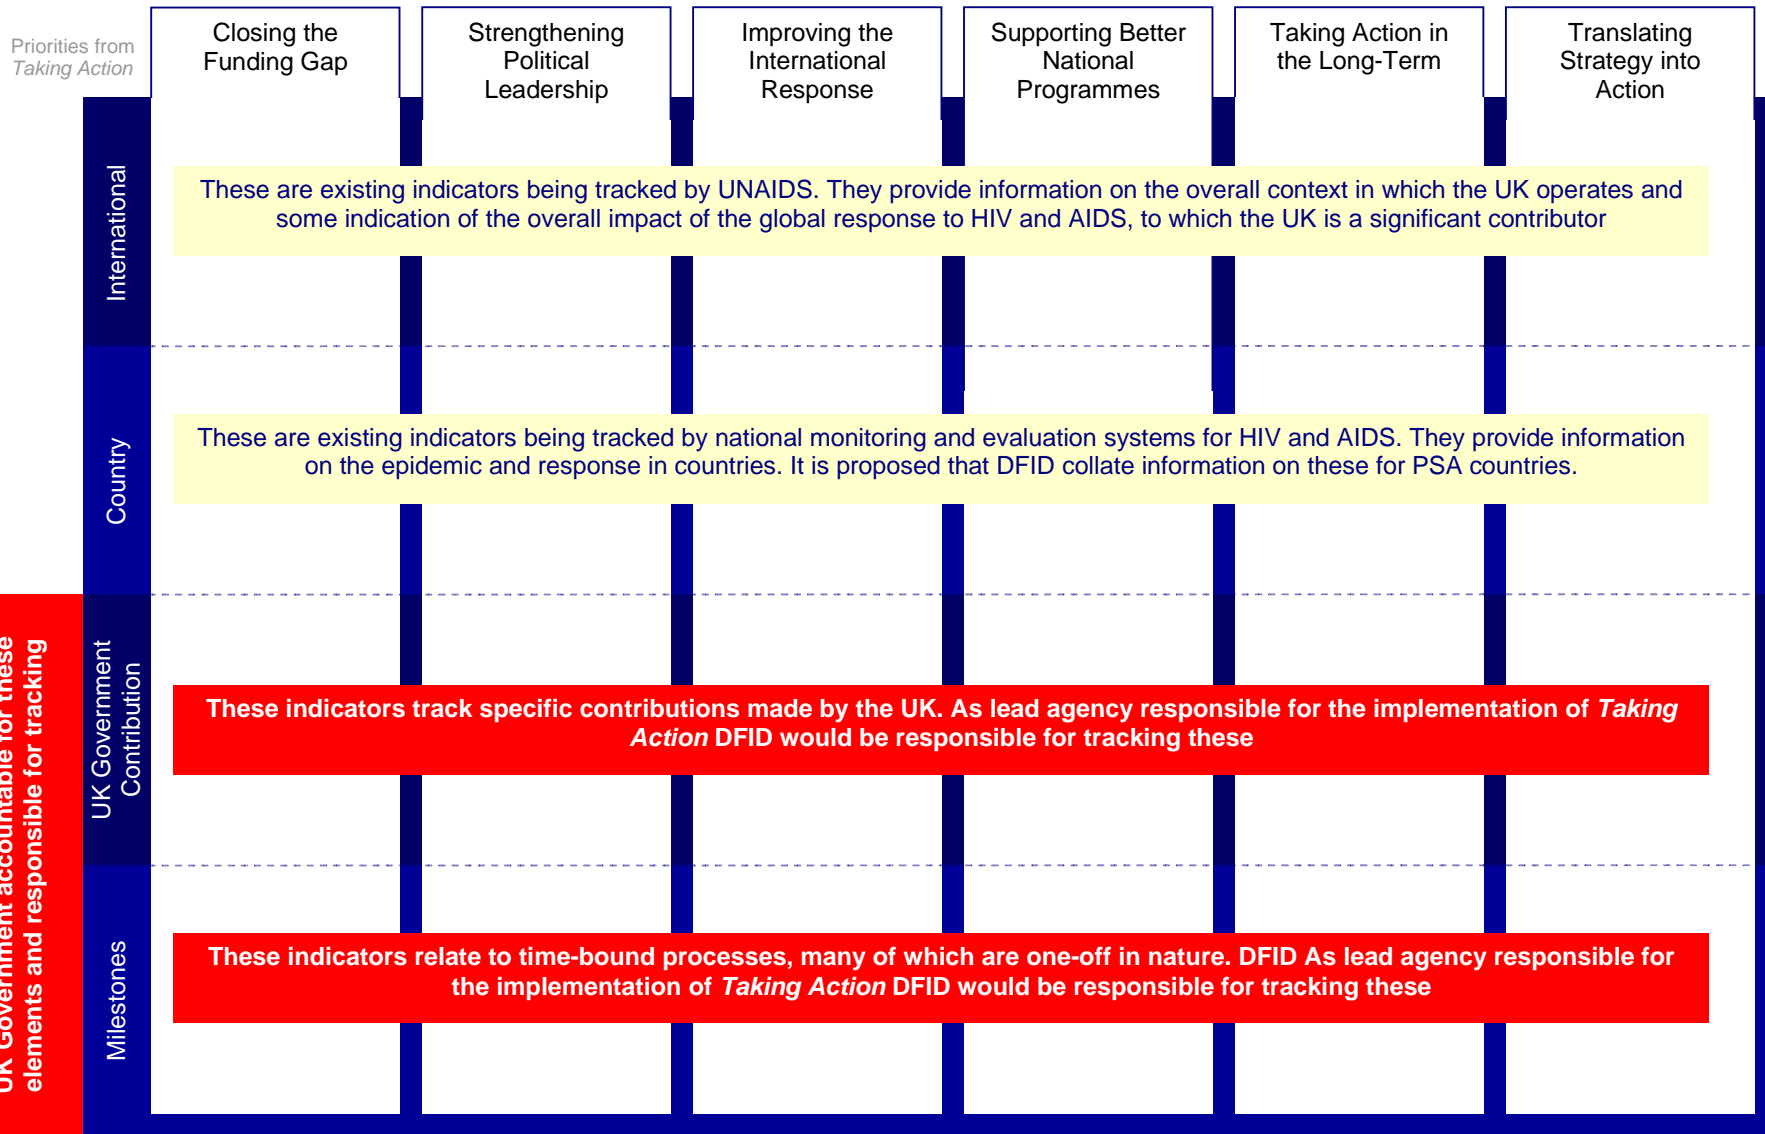 Priorities from
Taking Action
Closing the
Funding Gap
Strengthening
Political
Leadership
Improving the
International
Response
Supporting Better
National
Programmes
Taking Action in
the Long-Term
Translating
Strategy into
Action
International
These are existing indicators being tracked by UNAIDS. They provide information on the overall context in which the UK operates and
some indication of the overall impact of the global response to HIV and AIDS, to which the UK is a significant contributor
Country
These are existing indicators being tracked by national monitoring and evaluation systems for HIV and AIDS. They provide information
on the epidemic and response in countries. It is proposed that DFID collate information on these for PSA countries.
UK Government accountable for these
elements and responsible for tracking
UK Government
Contribution
These indicators track specific contributions made by the UK. As lead agency responsible for the implementation of Taking
Action DFID would be responsible for tracking these
Milestones
These indicators relate to time-bound processes, many of which are one-off in nature. DFID As lead agency responsible for
the implementation of Taking Action DFID would be responsible for tracking these